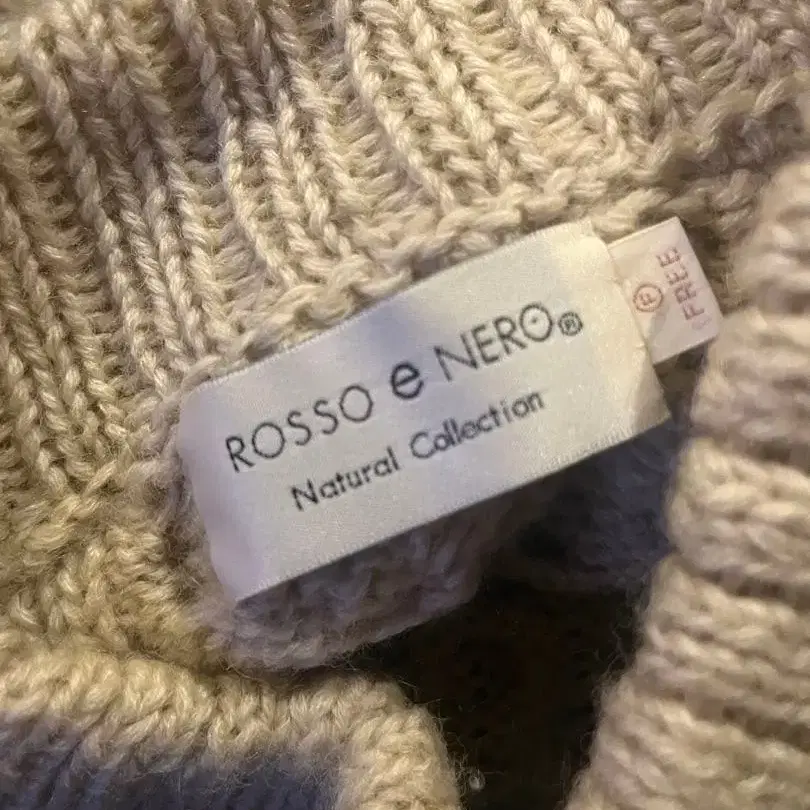 ROSSO e NERO®
Natural Collection
Ⓕ
FREE